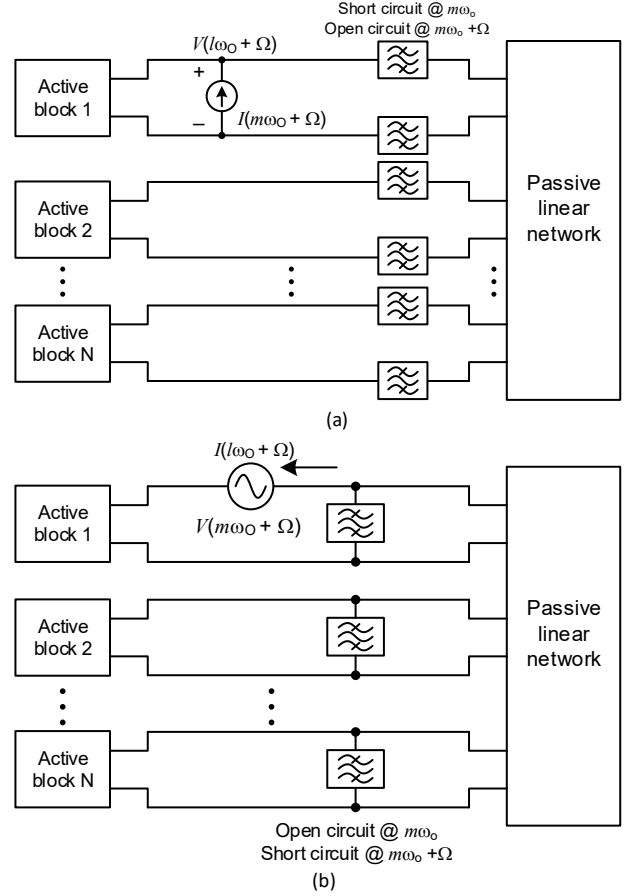 Short circuit @ mωₒ
Open circuit @ mωₒ +Ω
V(lωO + Ω)
+
Active
block 1
I(mωO + Ω)
–
Active
block 2
Passive
linear
network
Active
block N
(a)
I(lωO + Ω)
Active
block 1
V(mωO + Ω)
Active
block 2
Passive
linear
network
Active
block N
Open circuit @ mωₒ
Short circuit @ mωₒ +Ω
(b)